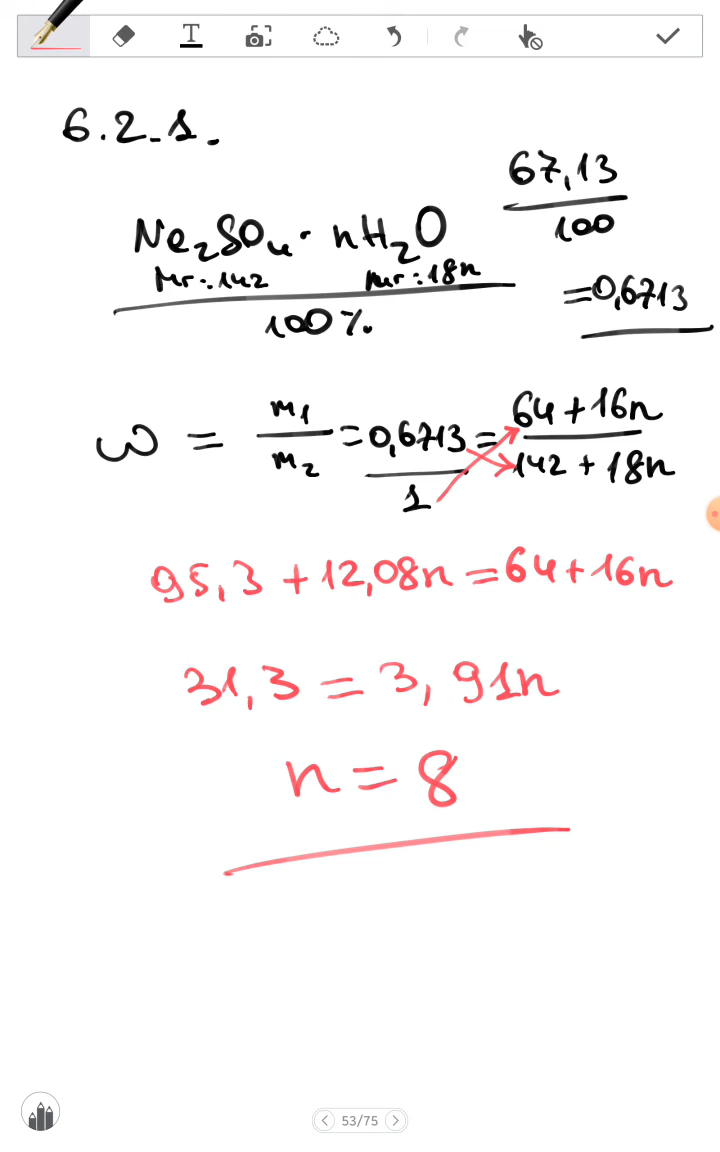 T
6.2-1.
67,13
100
Na₂SO₄ · nH₂O
Mr:142 Mr:18n
100%
=0,6713
ω = m₁/m₂ = 0,6713/1 = 64+16n/142+18n
95,3+12,08n=64+16n
31,3=3,91n
n=8
53/75